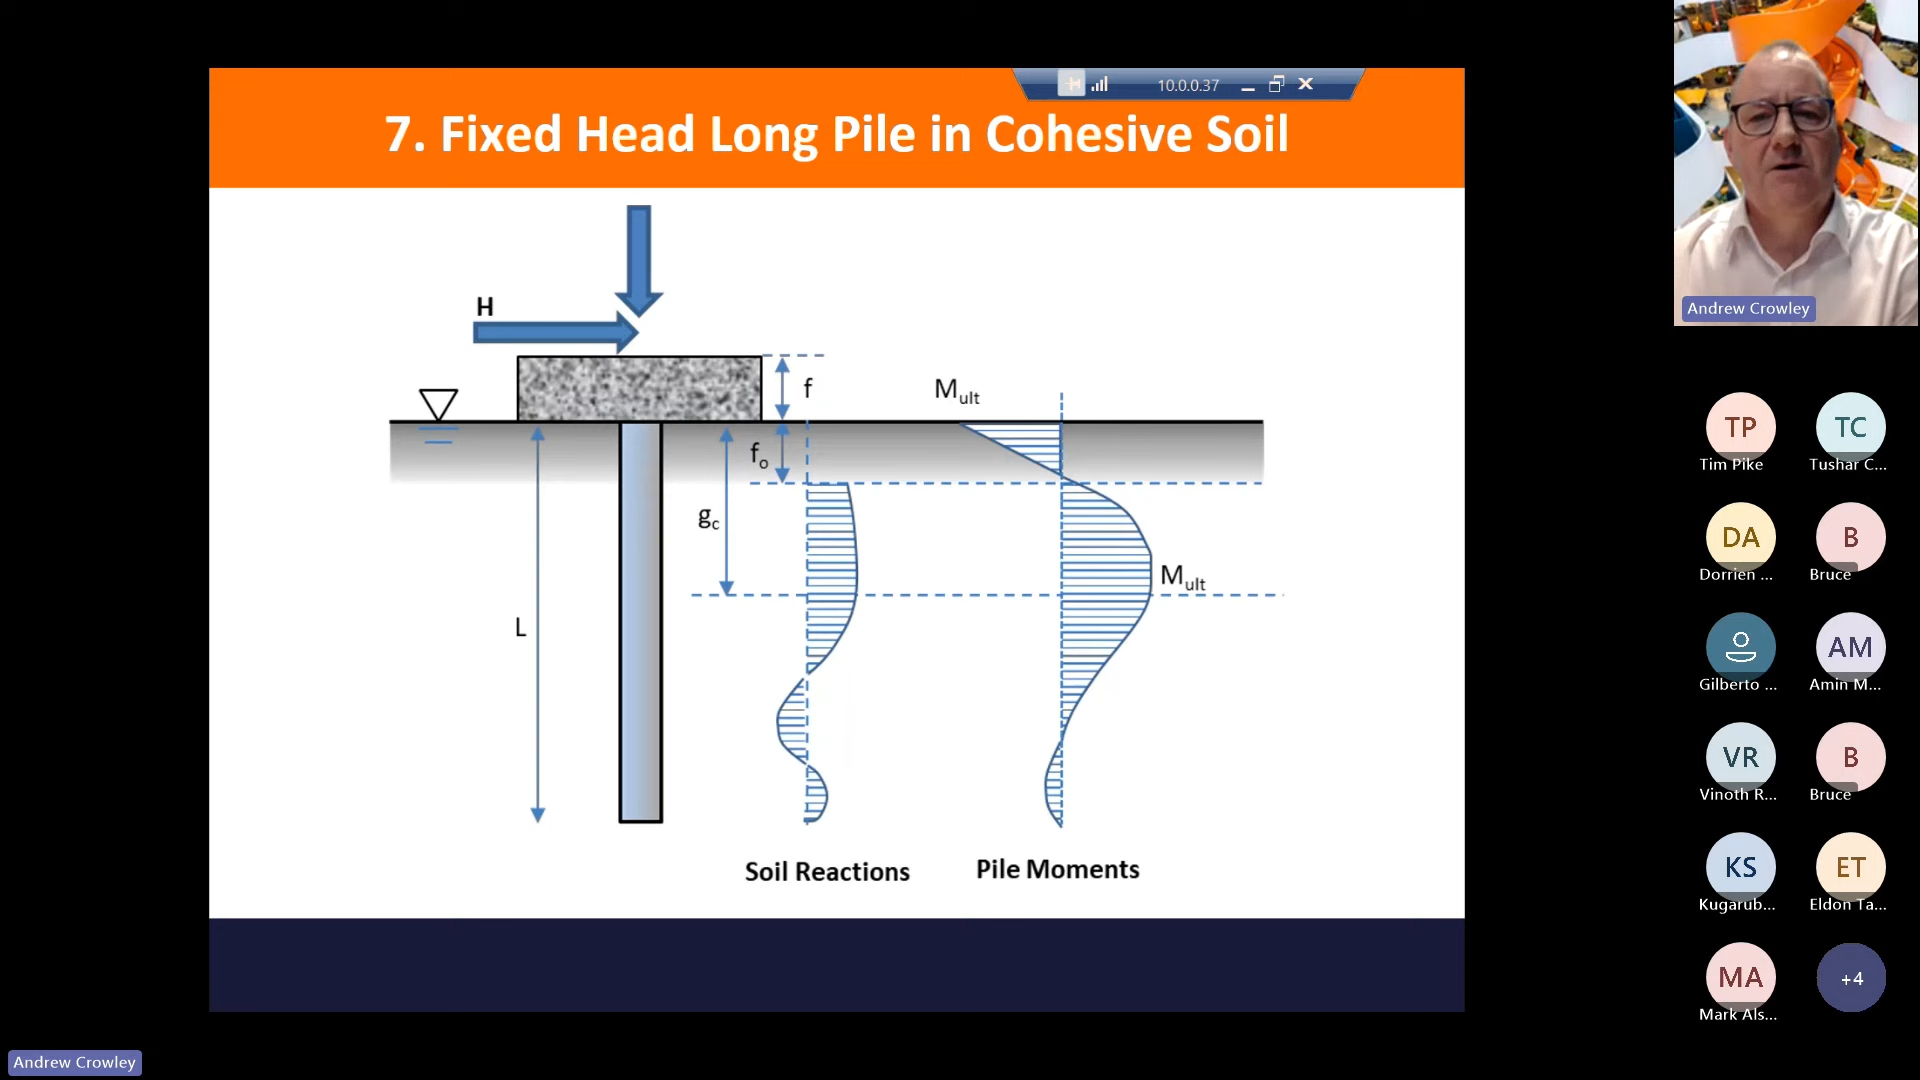 10.0.0.37
7. Fixed Head Long Pile in Cohesive Soil
H
f
Mult
fo
gc
Mult
L
Soil Reactions
Pile Moments
Andrew Crowley
TP
TC
Tim Pike
Tushar C...
DA
B
Dorrien ...
Bruce
AM
Gilberto ...
Amin M...
VR
B
Vinoth R...
Bruce
KS
ET
Kugarub...
Eldon Ta...
MA
+4
Mark Als...
Andrew Crowley